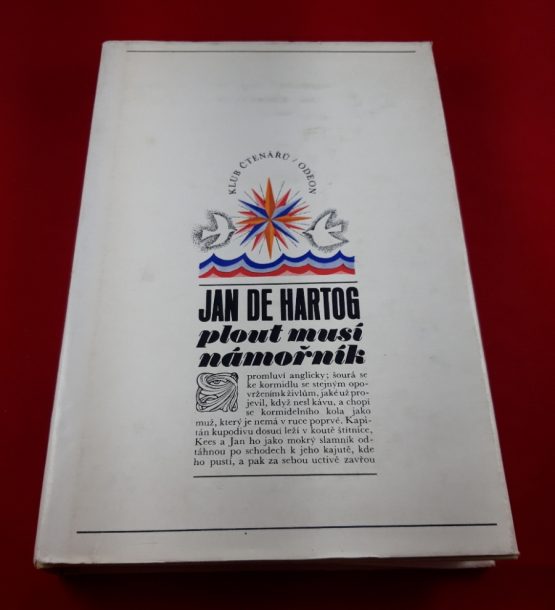 KLUB ČTENÁŘŮ / ODEON
JAN DE HARTOG
plout musí
námořník
promluví anglicky; šourá se
ke kormidlu se stejným opo-
vržením k živlům, jaké už pro-
jevil, když nesl kávu, a chopí
se kormidelního kola jako
muž, který je nemá v ruce poprvé. Kapi-
tán kupodivu dosud leží v koutě štítnice,
Kees a Jan ho jako mokrý slamník od-
táhnou po schodech k jeho kajutě, kde
ho pustí, a pak za sebou uctivě zavřou